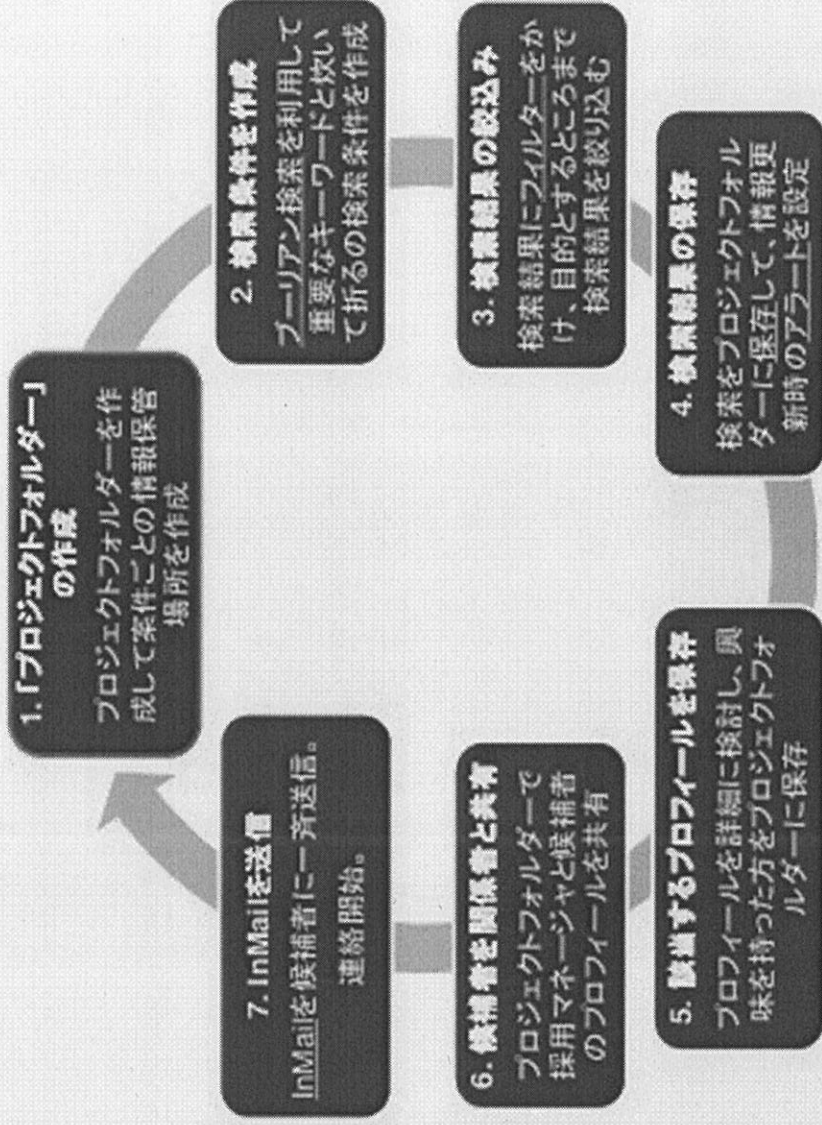 1.「プロジェクトフォルダー」
の作成
プロジェクトフォルダーを作
成して案件ごとの情報保管
場所を作成
2. 検索条件を作成
ブーリアン検索を利用して
重要なキーワードと炊い
て折るの検索条件を作成
3. 検索結果の絞込み
検索結果にフィルターをか
け、目的とするところまで
検索結果を絞り込む
4. 検索結果の保存
検索をプロジェクトフォル
ダーに保存して、情報更
新時のアラートを設定
5. 該当するプロフィールを保存
プロフィールを詳細に検討し、興
味を持った方をプロジェクトフォ
ルダーに保存
6. 候補者を関係者と共有
プロジェクトフォルダーで
採用マネージャと候補者
のプロフィールを共有
7. InMailを送信
InMailを候補者に一斉送信。
連絡開始。